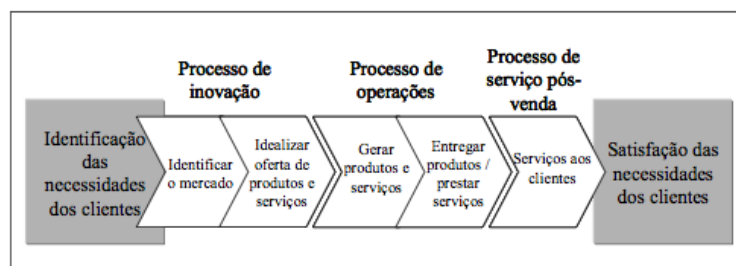 Processo de
inovação
Processo de
operações
Processo de
serviço pós-
venda
Identificação
das
necessidades
dos clientes
Identificar
o mercado
Idealizar
oferta de
produtos e
serviços
Gerar
produtos e
serviços
Entregar
produtos /
prestar
serviços
Serviços aos
clientes
Satisfação das
necessidades
dos clientes